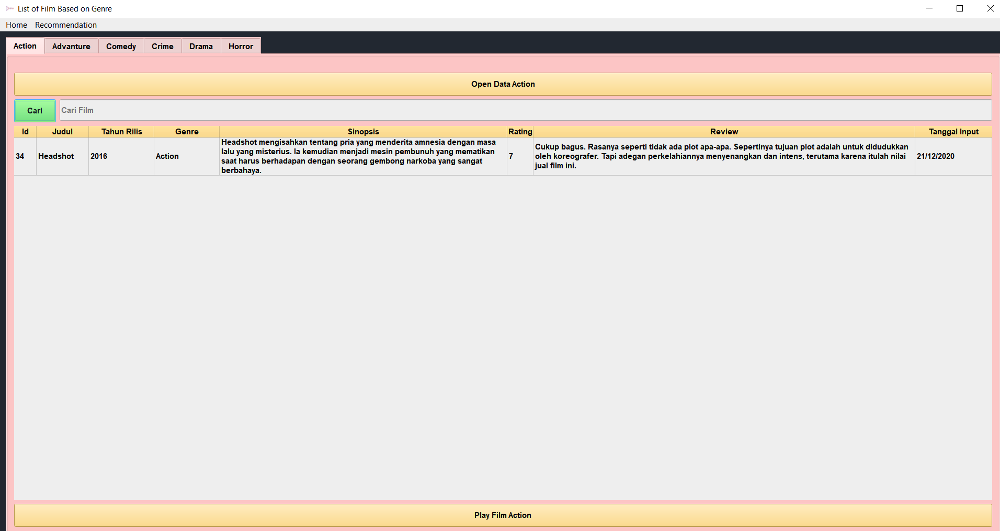 List of Film Based on Genre
Home Recommendation
Action Advanture Comedy Crime Drama Horror
Open Data Action
Cari Cari Film
Id Judul Tahun Rilis Genre Sinopsis Rating Review Tanggal Input
34 Headshot 2016 Action
Headshot mengisahkan tentang pria yang menderita amnesia dengan masa
lalu yang misterius. Ia kemudian menjadi mesin pembunuh yang mematikan
saat harus berhadapan dengan seorang gembong narkoba yang sangat
berbahaya.
7
Cukup bagus. Rasanya seperti tidak ada plot apa-apa. Sepertinya tujuan plot adalah untuk didudukkan
oleh koreografer. Tapi adegan perkelahiannya menyenangkan dan intens, terutama karena itulah nilai
jual film ini.
21/12/2020
Play Film Action